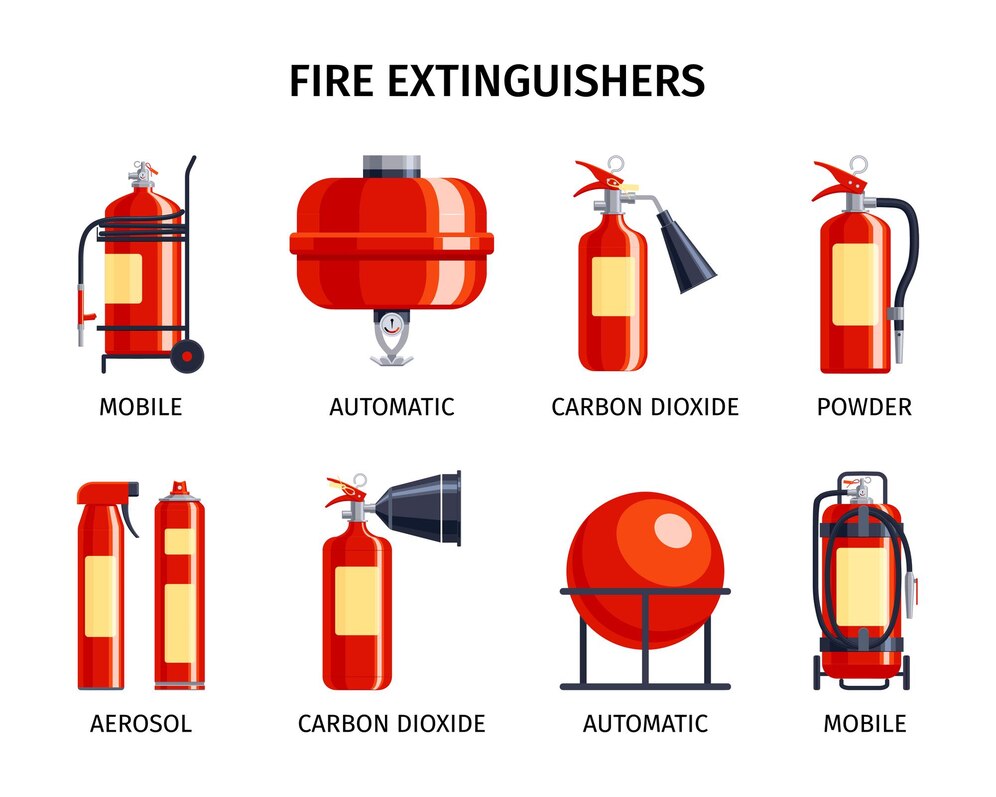 FIRE EXTINGUISHERS
MOBILE
AUTOMATIC
CARBON DIOXIDE
POWDER
AEROSOL
CARBON DIOXIDE
AUTOMATIC
MOBILE